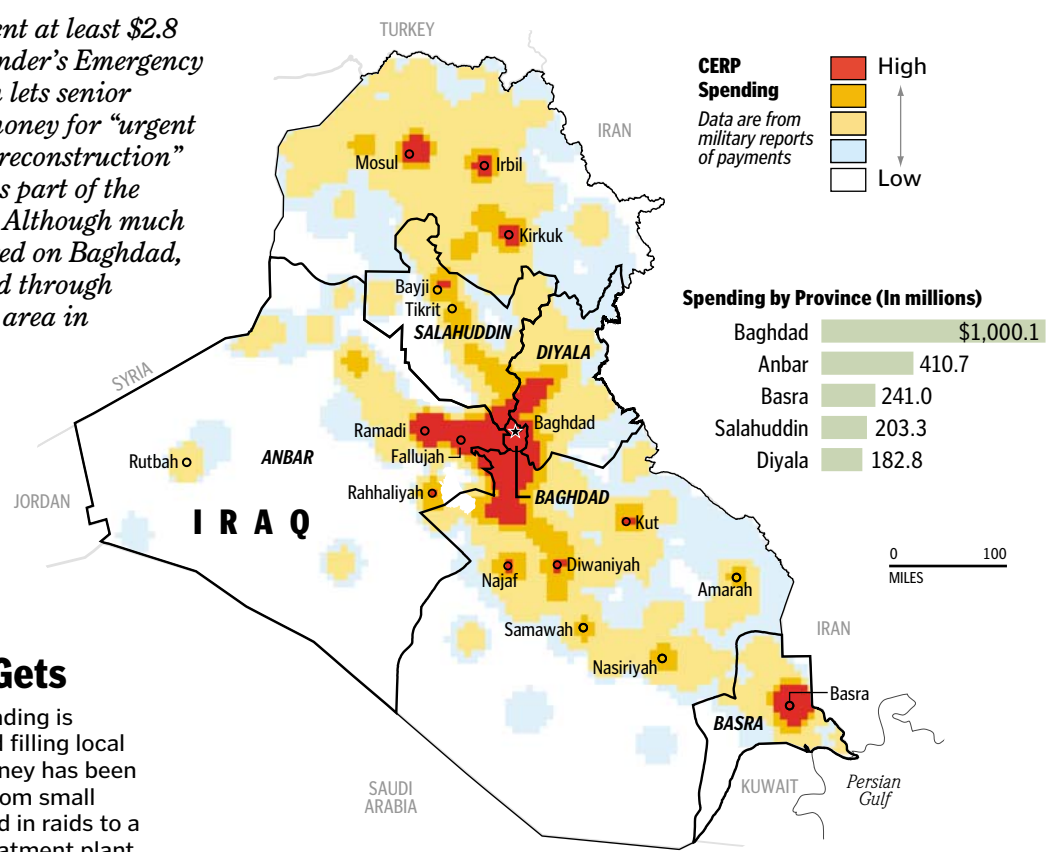 ent at least $2.8
nder's Emergency
lets senior
noney for "urgent
reconstruction"
s part of the
Although much
ed on Baghdad,
d through
area in
Gets
nding is
filling local
ney has been
om small
d in raids to a
eatment plant
TURKEY
IRAN
Mosul
Irbil
Kirkuk
Bayji
Tikrit
SALAHUDDIN
DIYALA
SYRIA
Ramadi
Baghdad
Fallujah
Rutbah
ANBAR
Rahhaliyah
BAGHDAD
JORDAN
IRAQ
Kut
Najaf
Diwaniyah
Amarah
Samawah
Nasiriyah
IRAN
Basra
BASRA
SAUDI
ARABIA
KUWAIT
Persian
Gulf
CERP
Spending
Data are from
military reports
of payments
High
Low
Spending by Province (In millions)
Baghdad $1,000.1
Anbar 410.7
Basra 241.0
Salahuddin 203.3
Diyala 182.8
0 100
MILES